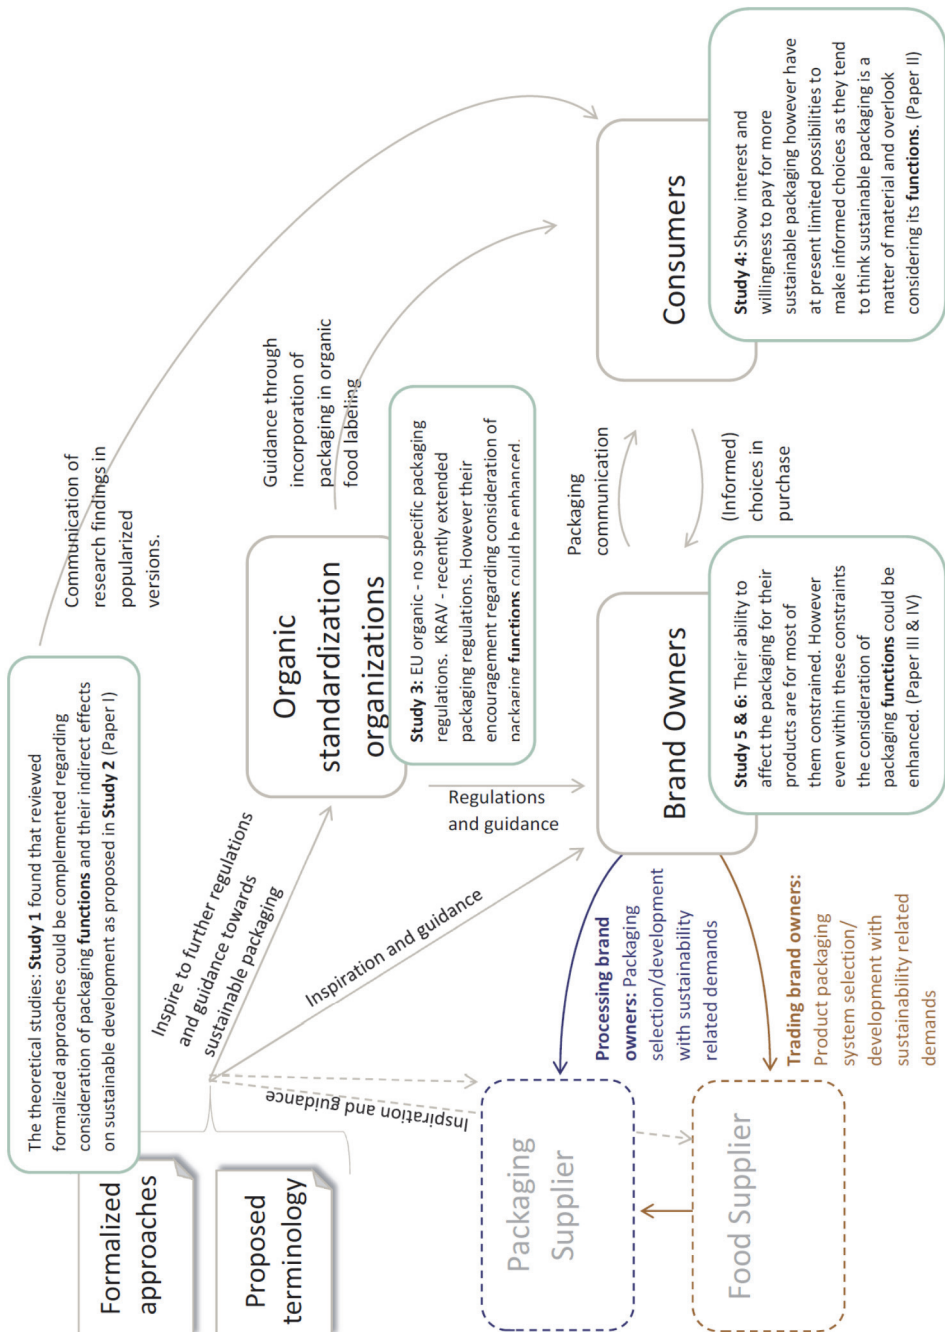 The theoretical studies: Study 1 found that reviewed
formalized approaches could be complemented regarding
consideration of packaging functions and their indirect effects
on sustainable development as proposed in Study 2 (Paper I)
Formalized
approaches
Proposed
terminology
Communication of
research findings in
popularized
versions.
Inspire to further regulations
and guidance towards
sustainable packaging
Organic
standardization
organizations
Study 3: EU organic - no specific packaging
regulations. KRAV - recently extended
packaging regulations. However their
encouragement regarding consideration of
packaging functions could be enhanced.
Guidance through
incorporation of
packaging in organic
food labeling
Inspiration and guidance
Inspiration and guidance
Regulations
and guidance
Packaging
Supplier
Processing brand
owners: Packaging
selection/development
with sustainability
related demands
Brand Owners
Study 5 & 6: Their ability to
affect the packaging for their
products are for most of
them constrained. However
even within these constraints
the consideration of
packaging functions could be
enhanced. (Paper III & IV)
Packaging
communication
(Informed)
choices in
purchase
Consumers
Study 4: Show interest and
willingness to pay for more
sustainable packaging however have
at present limited possibilities to
make informed choices as they tend
to think sustainable packaging is a
matter of material and overlook
considering its functions. (Paper II)
Food Supplier
Trading brand owners:
Product packaging
system selection/
development with
sustainability related
demands